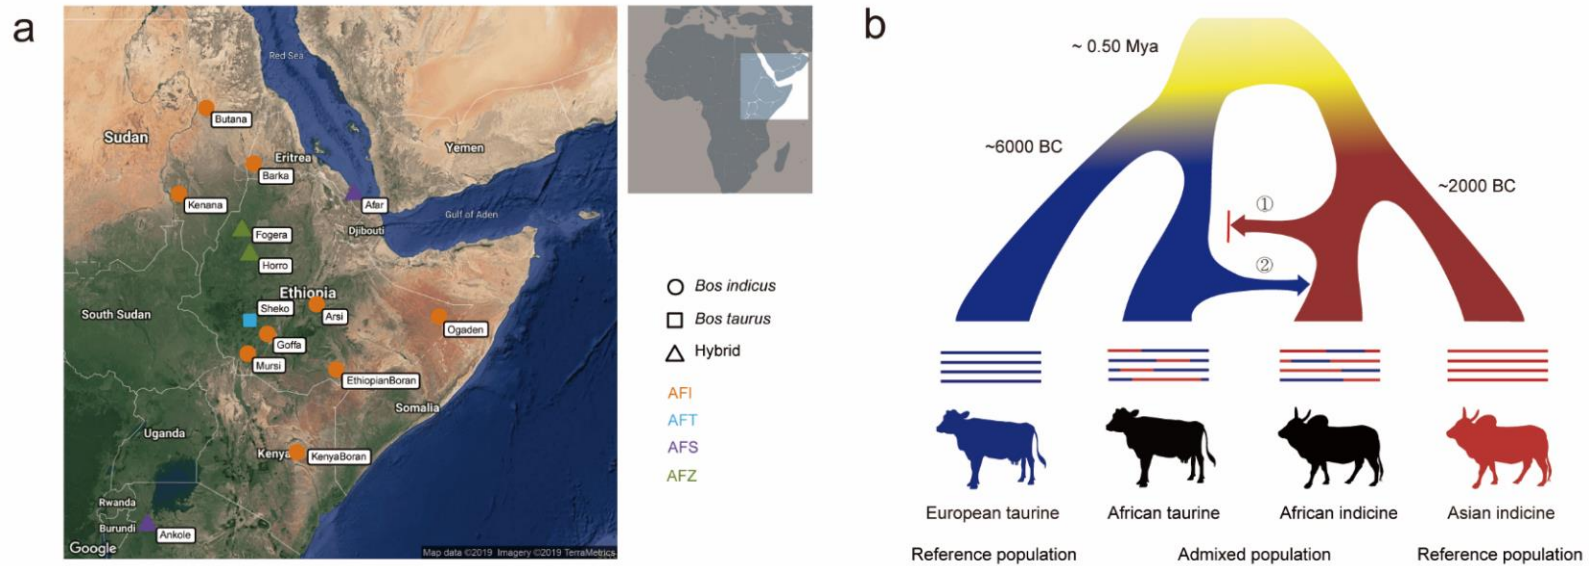 a
Red Sea
Butana
Sudan
Eritrea
Yemen
Barka
Kenana
Afar
Gulf of Aden
Fogera
Djibouti
Horro
Ethiopia
Sheko
South Sudan
Arsi
Ogaden
Goffa
Mursi
EthiopianBoran
Somalia
Uganda
Kenya
KenyaBoran
Rwanda
Burundi
Ankole
Google
Map data ©2019 Imagery ©2019 TerraMetrics
Bos indicus
Bos taurus
Hybrid
AFI
AFT
AFS
AFZ
b
~ 0.50 Mya
~6000 BC
~2000 BC
①
②
European taurine
African taurine
African indicine
Asian indicine
Reference population
Admixed population
Reference population